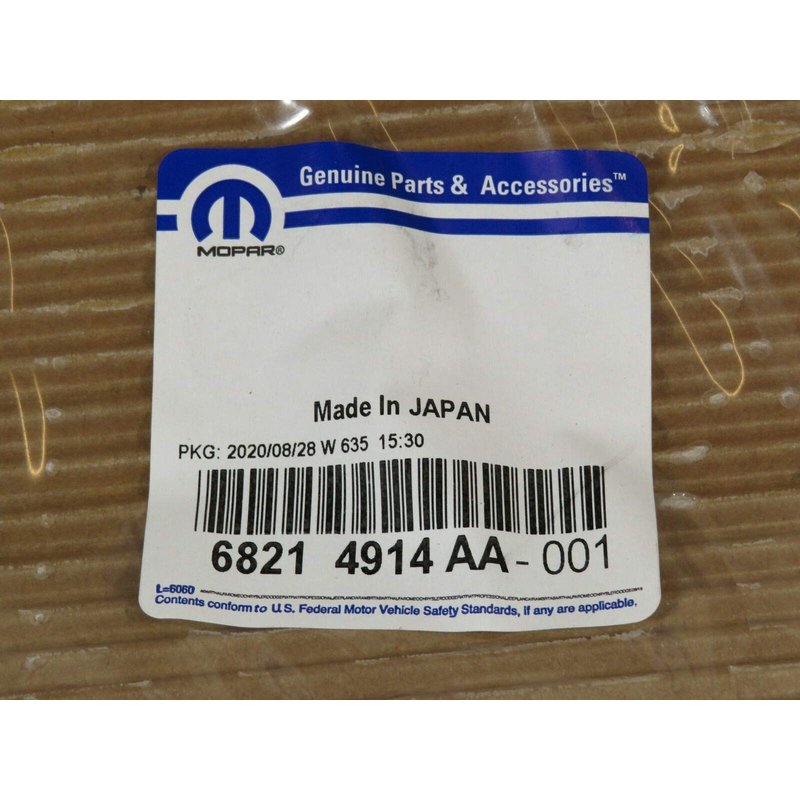 Genuine Parts & Accessories™
MOPAR®
Made In JAPAN
PKG: 2020/08/28 W 635 15:30
6821 4914 AA - 001
L=6060
Contents conform to U.S. Federal Motor Vehicle Safety Standards, if any are applicable.